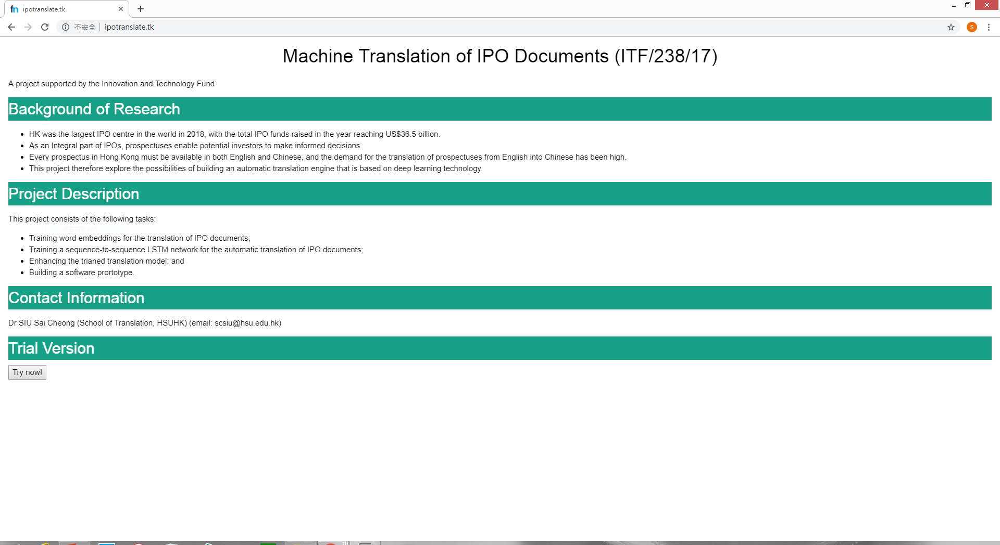 ipotranslate.tk
不安全 ipotranslate.tk
S
Machine Translation of IPO Documents (ITF/238/17)
A project supported by the Innovation and Technology Fund
Background of Research
HK was the largest IPO centre in the world in 2018, with the total IPO funds raised in the year reaching US$36.5 billion.
As an Integral part of IPOs, prospectuses enable potential investors to make informed decisions
Every prospectus in Hong Kong must be available in both English and Chinese, and the demand for the translation of prospectuses from English into Chinese has been high.
This project therefore explore the possibilities of building an automatic translation engine that is based on deep learning technology.
Project Description
This project consists of the following tasks:
Training word embeddings for the translation of IPO documents;
Training a sequence-to-sequence LSTM network for the automatic translation of IPO documents;
Enhancing the trianed translation model; and
Building a software prortotype.
Contact Information
Dr SIU Sai Cheong (School of Translation, HSUHK) (email: scsiu@hsu.edu.hk)
Trial Version
Try now!